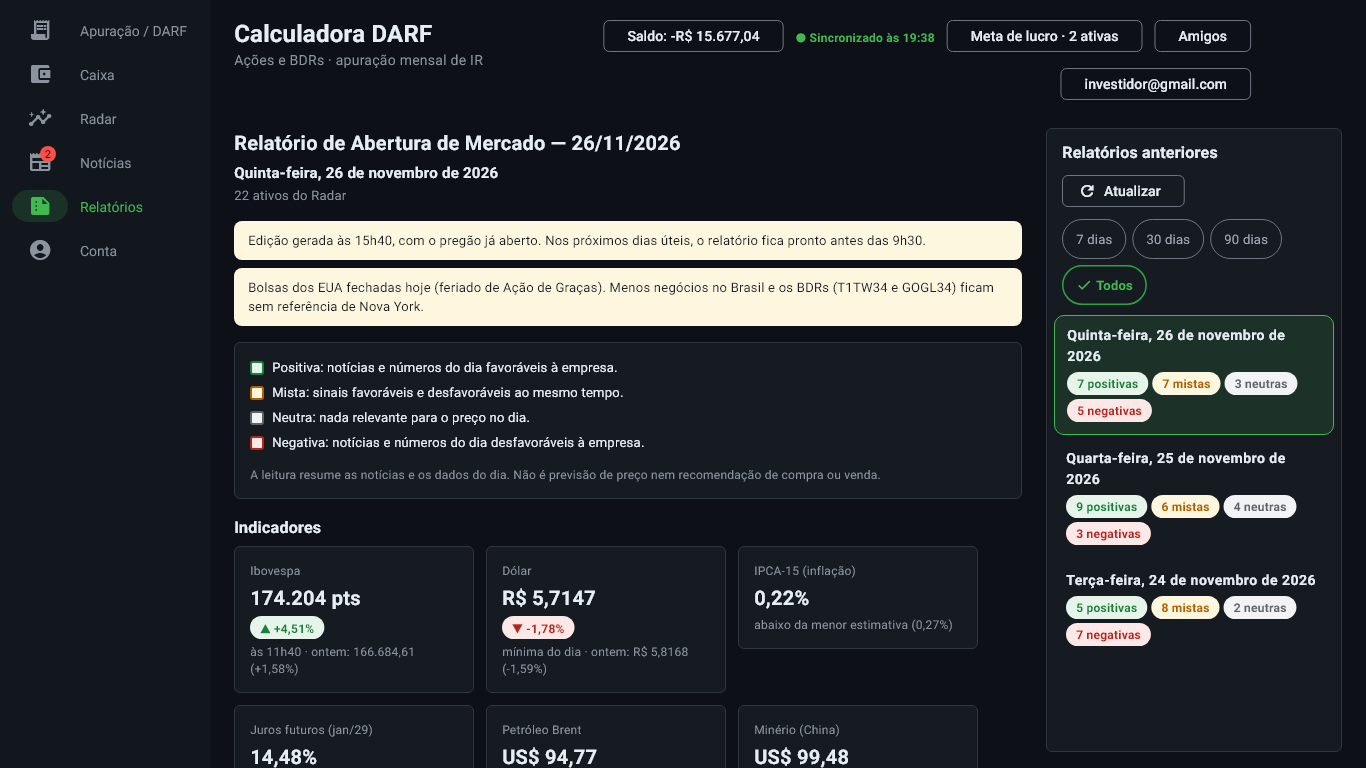 Apuração / DARF
Caixa
Radar
2
Notícias
Relatórios
Conta
Calculadora DARF
Ações e BDRs · apuração mensal de IR
Saldo: -R$ 15.677,04
Sincronizado às 19:38
Meta de lucro · 2 ativas
Amigos
investidor@gmail.com
Relatório de Abertura de Mercado — 26/11/2026
Quinta-feira, 26 de novembro de 2026
22 ativos do Radar
Edição gerada às 15h40, com o pregão já aberto. Nos próximos dias úteis, o relatório fica pronto antes das 9h30.
Bolsas dos EUA fechadas hoje (feriado de Ação de Graças). Menos negócios no Brasil e os BDRs (T1TW34 e GOGL34) ficam
sem referência de Nova York.
Positiva: notícias e números do dia favoráveis à empresa.
Mista: sinais favoráveis e desfavoráveis ao mesmo tempo.
Neutra: nada relevante para o preço no dia.
Negativa: notícias e números do dia desfavoráveis à empresa.
A leitura resume as notícias e os dados do dia. Não é previsão de preço nem recomendação de compra ou venda.
Indicadores
Ibovespa
174.204 pts
▲ +4,51%
às 11h40 · ontem: 166.684,61
(+1,58%)
Dólar
R$ 5,7147
▼ -1,78%
mínima do dia · ontem: R$ 5,8168
(-1,59%)
IPCA-15 (inflação)
0,22%
abaixo da menor estimativa (0,27%)
Juros futuros (jan/29)
14,48%
Petróleo Brent
US$ 94,77
Minério (China)
US$ 99,48
Relatórios anteriores
Atualizar
7 dias
30 dias
90 dias
Todos
Quinta-feira, 26 de novembro de
2026
7 positivas
7 mistas
3 neutras
5 negativas
Quarta-feira, 25 de novembro de
2026
9 positivas
6 mistas
4 neutras
3 negativas
Terça-feira, 24 de novembro de 2026
5 positivas
8 mistas
2 neutras
7 negativas